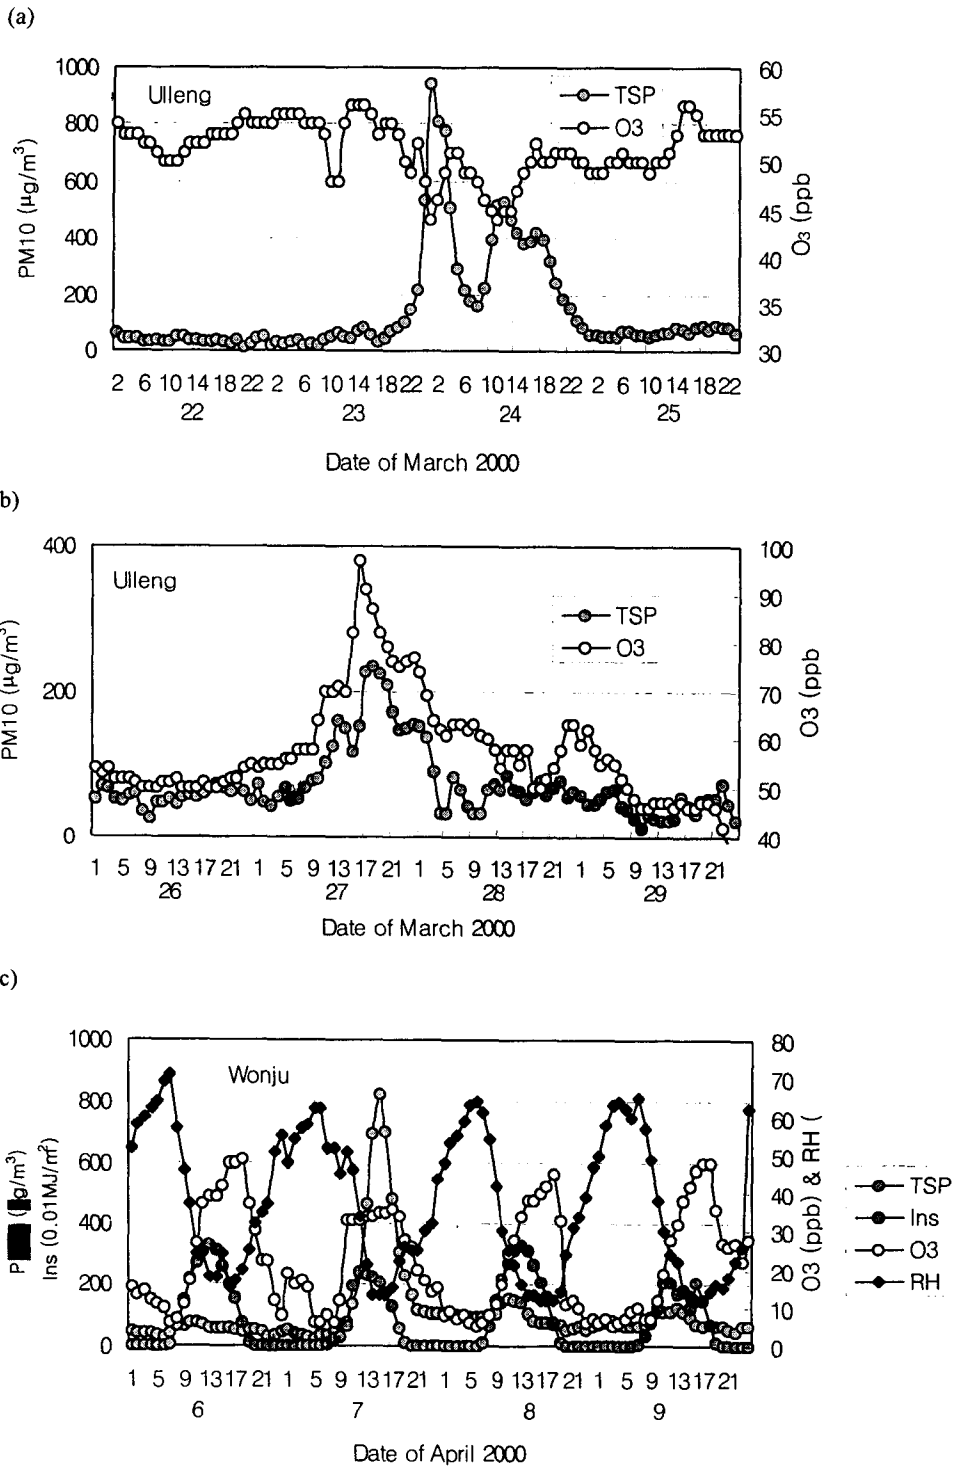 (a)
1000
800
600
400
200
0
PM10 (μg/m³)
Ulleng
TSP
O3
60
55
50
45
40
35
30
O₃ (ppb
2 6 10 14 18 22 2 6 10 14 18 22 2 6 10 14 18 22 2 6 10 14 18 22
22 23 24 25
Date of March 2000
b)
400
200
0
PM10 (μg/m³)
Ulleng
TSP
O3
100
90
80
70
60
50
40
O3 (ppb
1 5 9 13 17 21 1 5 9 13 17 21 1 5 9 13 17 21 1 5 9 13 17 21
26 27 28 29
Date of March 2000
c)
1000
800
600
400
200
0
P (g/m³)
Ins (0.01MJ/m²)
Wonju
80
70
60
50
40
30
20
10
0
O3 (ppb) & RH (
TSP
Ins
O3
RH
1 5 9 13 17 21 1 5 9 13 17 21 1 5 9 13 17 21 1 5 9 13 17 21
6 7 8 9
Date of April 2000